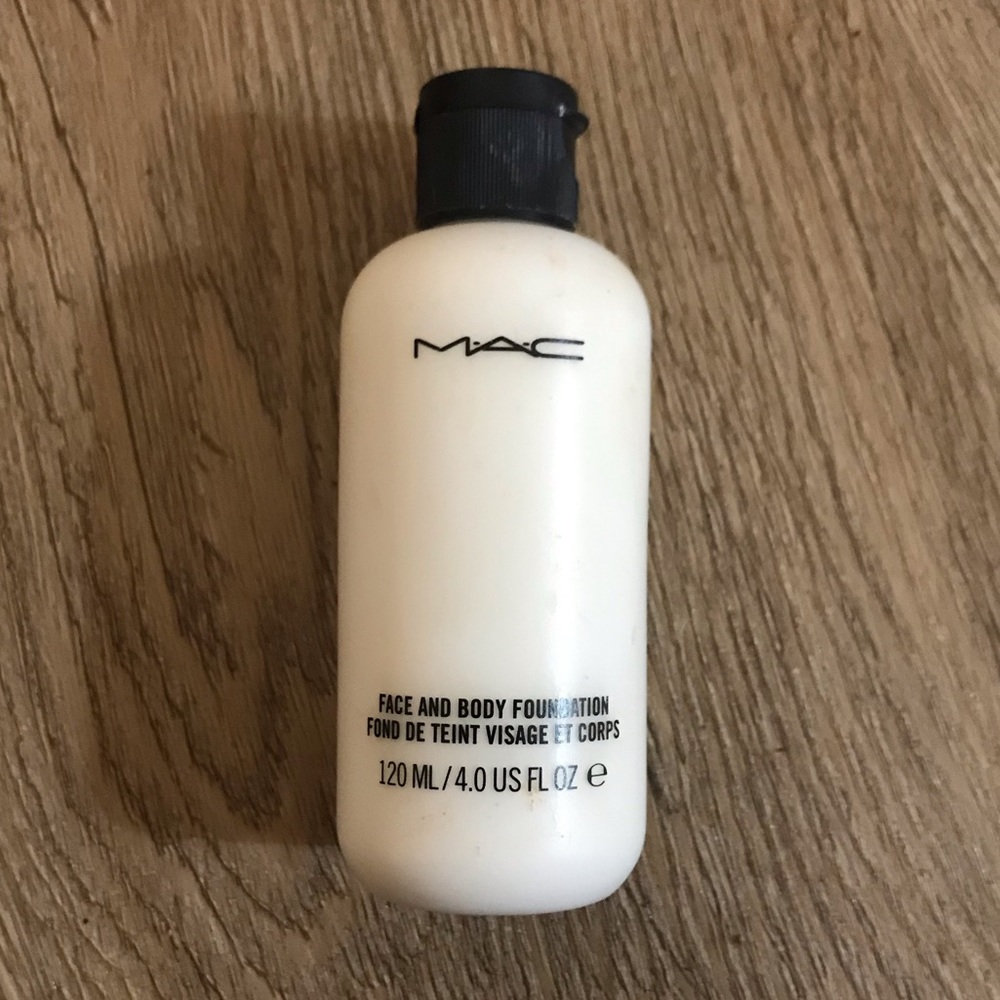 M·A·C
FACE AND BODY FOUNDATION
FOND DE TEINT VISAGE ET CORPS
120 ML / 4.0 US FL OZ e